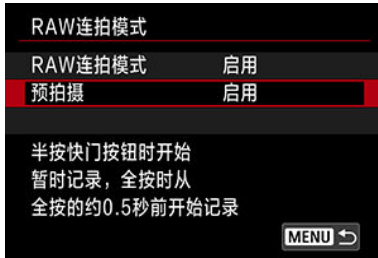 RAW连拍模式
RAW连拍模式 启用
预拍摄 启用
半按快门按钮时开始
暂时记录，全按时从
全按的约0.5秒前开始记录
MENU